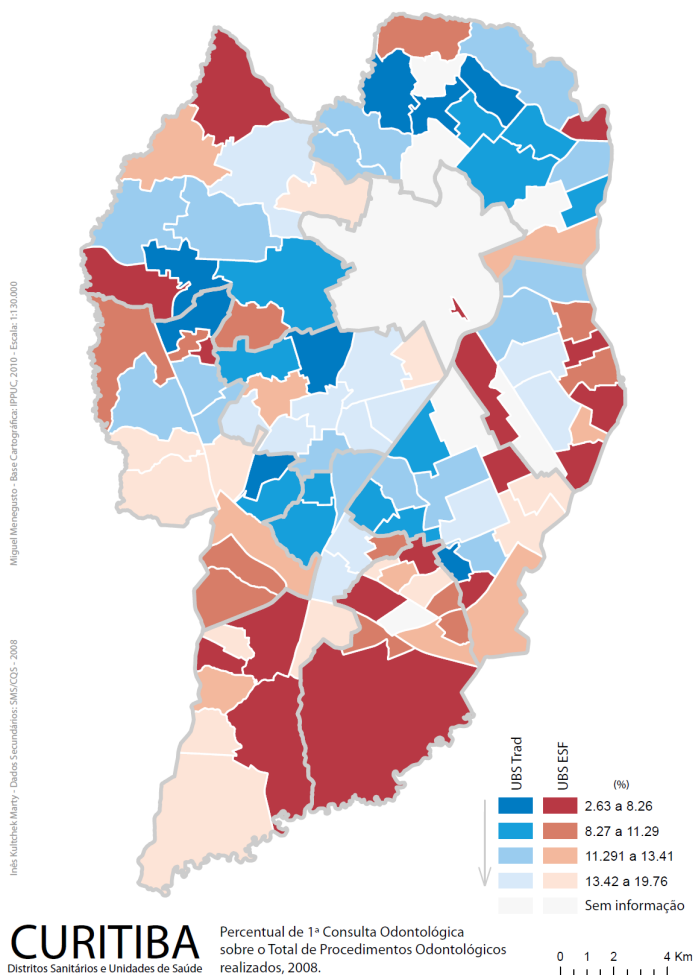 Miguel Menegusto - Base Cartográfica: IPPUC, 2010 - Escala: 1:130.000
Inês Kultchek Marty - Dados Secundários: SMS/CQS - 2008
UBS Trad
UBS ESF
(%)
2.63 a 8.26
8.27 a 11.29
11.291 a 13.41
13.42 a 19.76
Sem informação
CURITIBA
Distritos Sanitários e Unidades de Saúde
Percentual de 1ª Consulta Odontológica
sobre o Total de Procedimentos Odontológicos
realizados, 2008.
0 1 2 4 Km